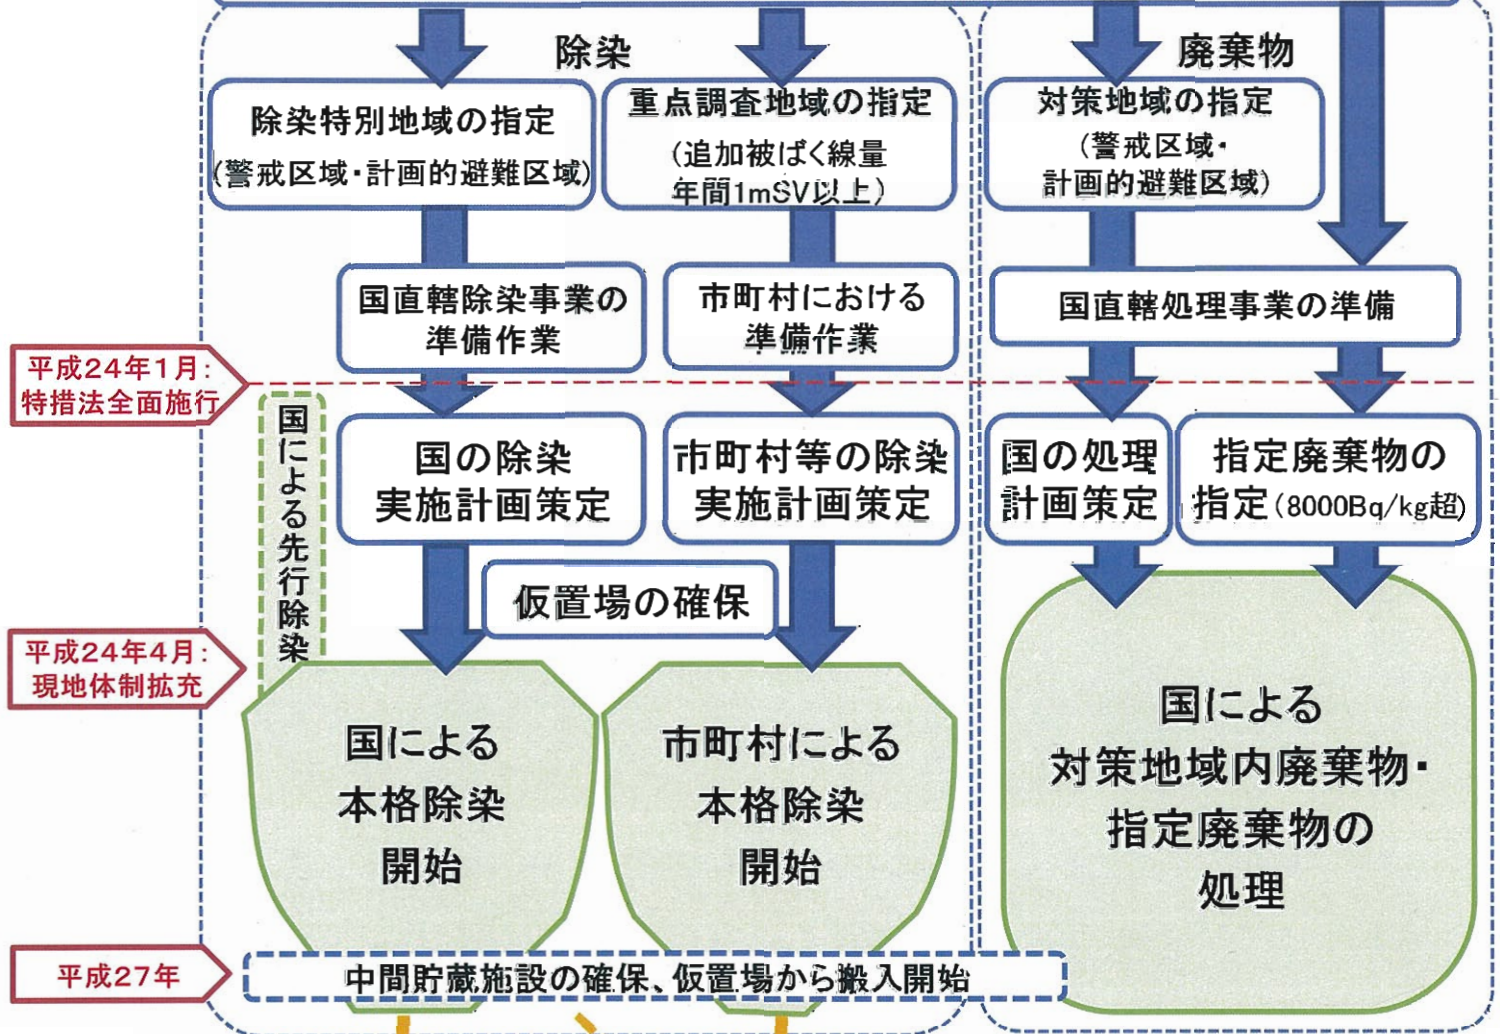 除染
廃棄物
除染特別地域の指定
(警戒区域・計画的避難区域)
重点調査地域の指定
(追加被ばく線量
年間1mSV以上)
対策地域の指定
(警戒区域・
計画的避難区域)
国直轄除染事業の
準備作業
市町村における
準備作業
国直轄処理事業の準備
平成24年1月:
特措法全面施行
国による先行除染
国の除染
実施計画策定
市町村等の除染
実施計画策定
国の処理
計画策定
指定廃棄物の
指定(8000Bq/kg超)
仮置場の確保
平成24年4月:
現地体制拡充
国による
本格除染
開始
市町村による
本格除染
開始
国による
対策地域内廃棄物・
指定廃棄物の
処理
平成27年
中間貯蔵施設の確保、仮置場から搬入開始